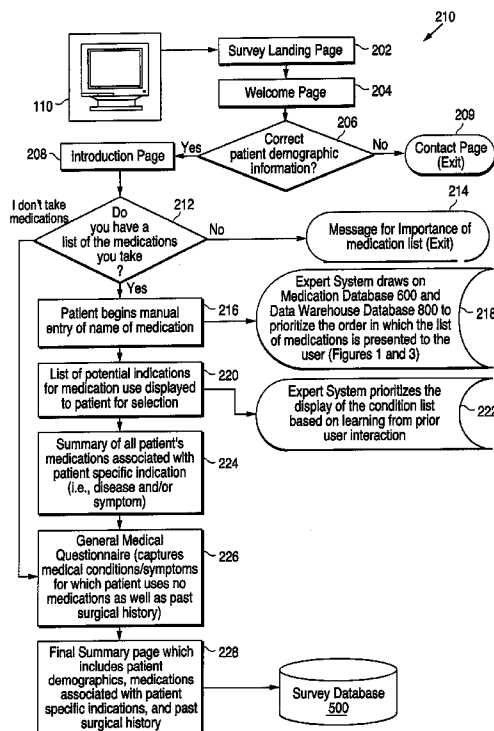 210
Survey Landing Page
202
Welcome Page
204
110
206
Correct
patient demographic
information?
Yes
No
209
Contact Page
(Exit)
208
Introduction Page
I don't take
medications
212
Do
you have a
list of the medications
you take
?
No
Yes
214
Message for Importance of
medication list (Exit)
Patient begins manual
entry of name of medication
216
Expert System draws on
Medication Database 600 and
Data Warehouse Database 800 to
prioritize the order in which the list
of medications is presented to the
user (Figures 1 and 3)
218
List of potential indications
for medication use displayed
to patient for selection
220
Expert System prioritizes the
display of the condition list
based on learning from prior
user interaction
222
Summary of all patient's
medications associated with
patient specific indication
(i.e., disease and/or
symptom)
224
General Medical
Questionnaire (captures
medical conditions/symptoms
for which patient uses no
medications as well as past
surgical history)
226
Final Summary page which
includes patient
demographics, medications
associated with patient
specific indications, and past
surgical history
228
Survey Database
500